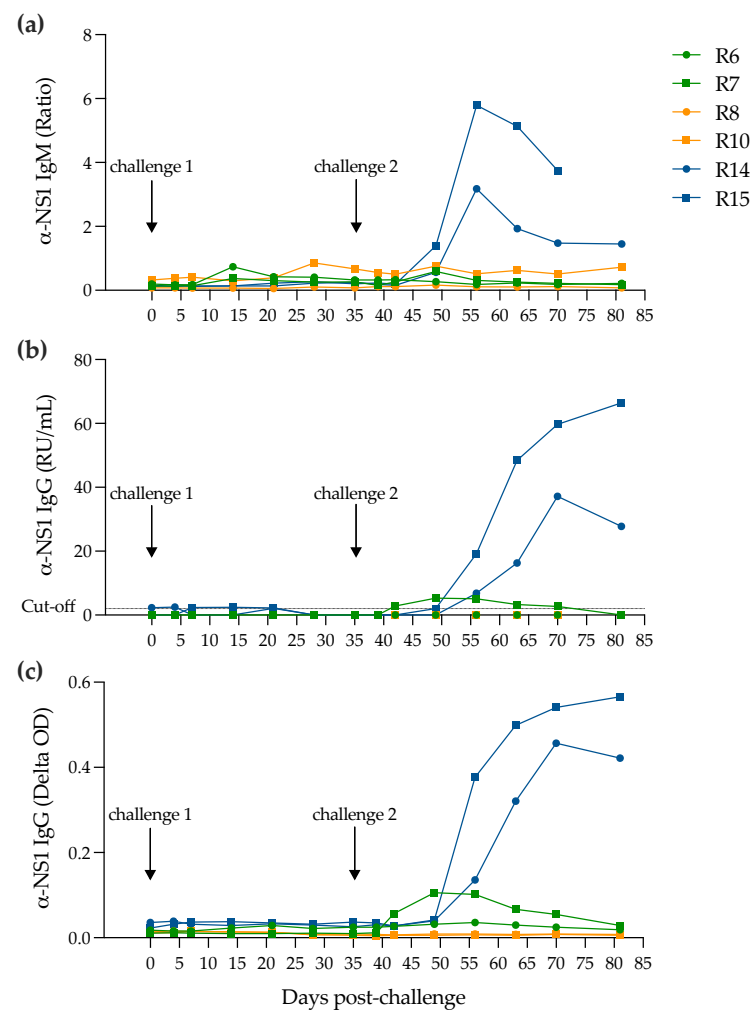 (a)
α-NS1 IgM (Ratio)
8
6
4
2
0
challenge 1
challenge 2
0 5 10 15 20 25 30 35 40 45 50 55 60 65 70 75 80 85
R6
R7
R8
R10
R14
R15
(b)
α-NS1 IgG (RU/mL)
80
60
40
20
0
Cut-off
challenge 1
challenge 2
0 5 10 15 20 25 30 35 40 45 50 55 60 65 70 75 80 85
(c)
α-NS1 IgG (Delta OD)
0.6
0.4
0.2
0.0
challenge 1
challenge 2
0 5 10 15 20 25 30 35 40 45 50 55 60 65 70 75 80 85
Days post-challenge